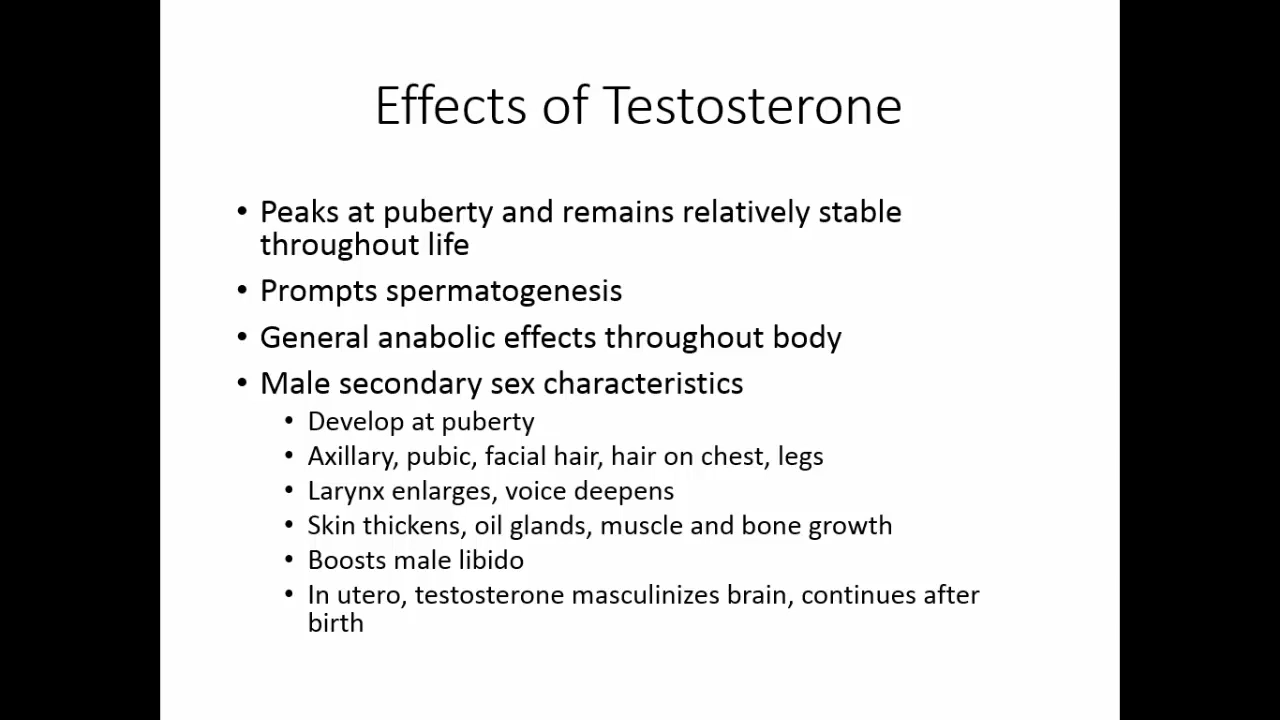 Effects of Testosterone
• Peaks at puberty and remains relatively stable
throughout life
• Prompts spermatogenesis
• General anabolic effects throughout body
• Male secondary sex characteristics
• Develop at puberty
• Axillary, pubic, facial hair, hair on chest, legs
• Larynx enlarges, voice deepens
• Skin thickens, oil glands, muscle and bone growth
• Boosts male libido
• In utero, testosterone masculinizes brain, continues after
birth